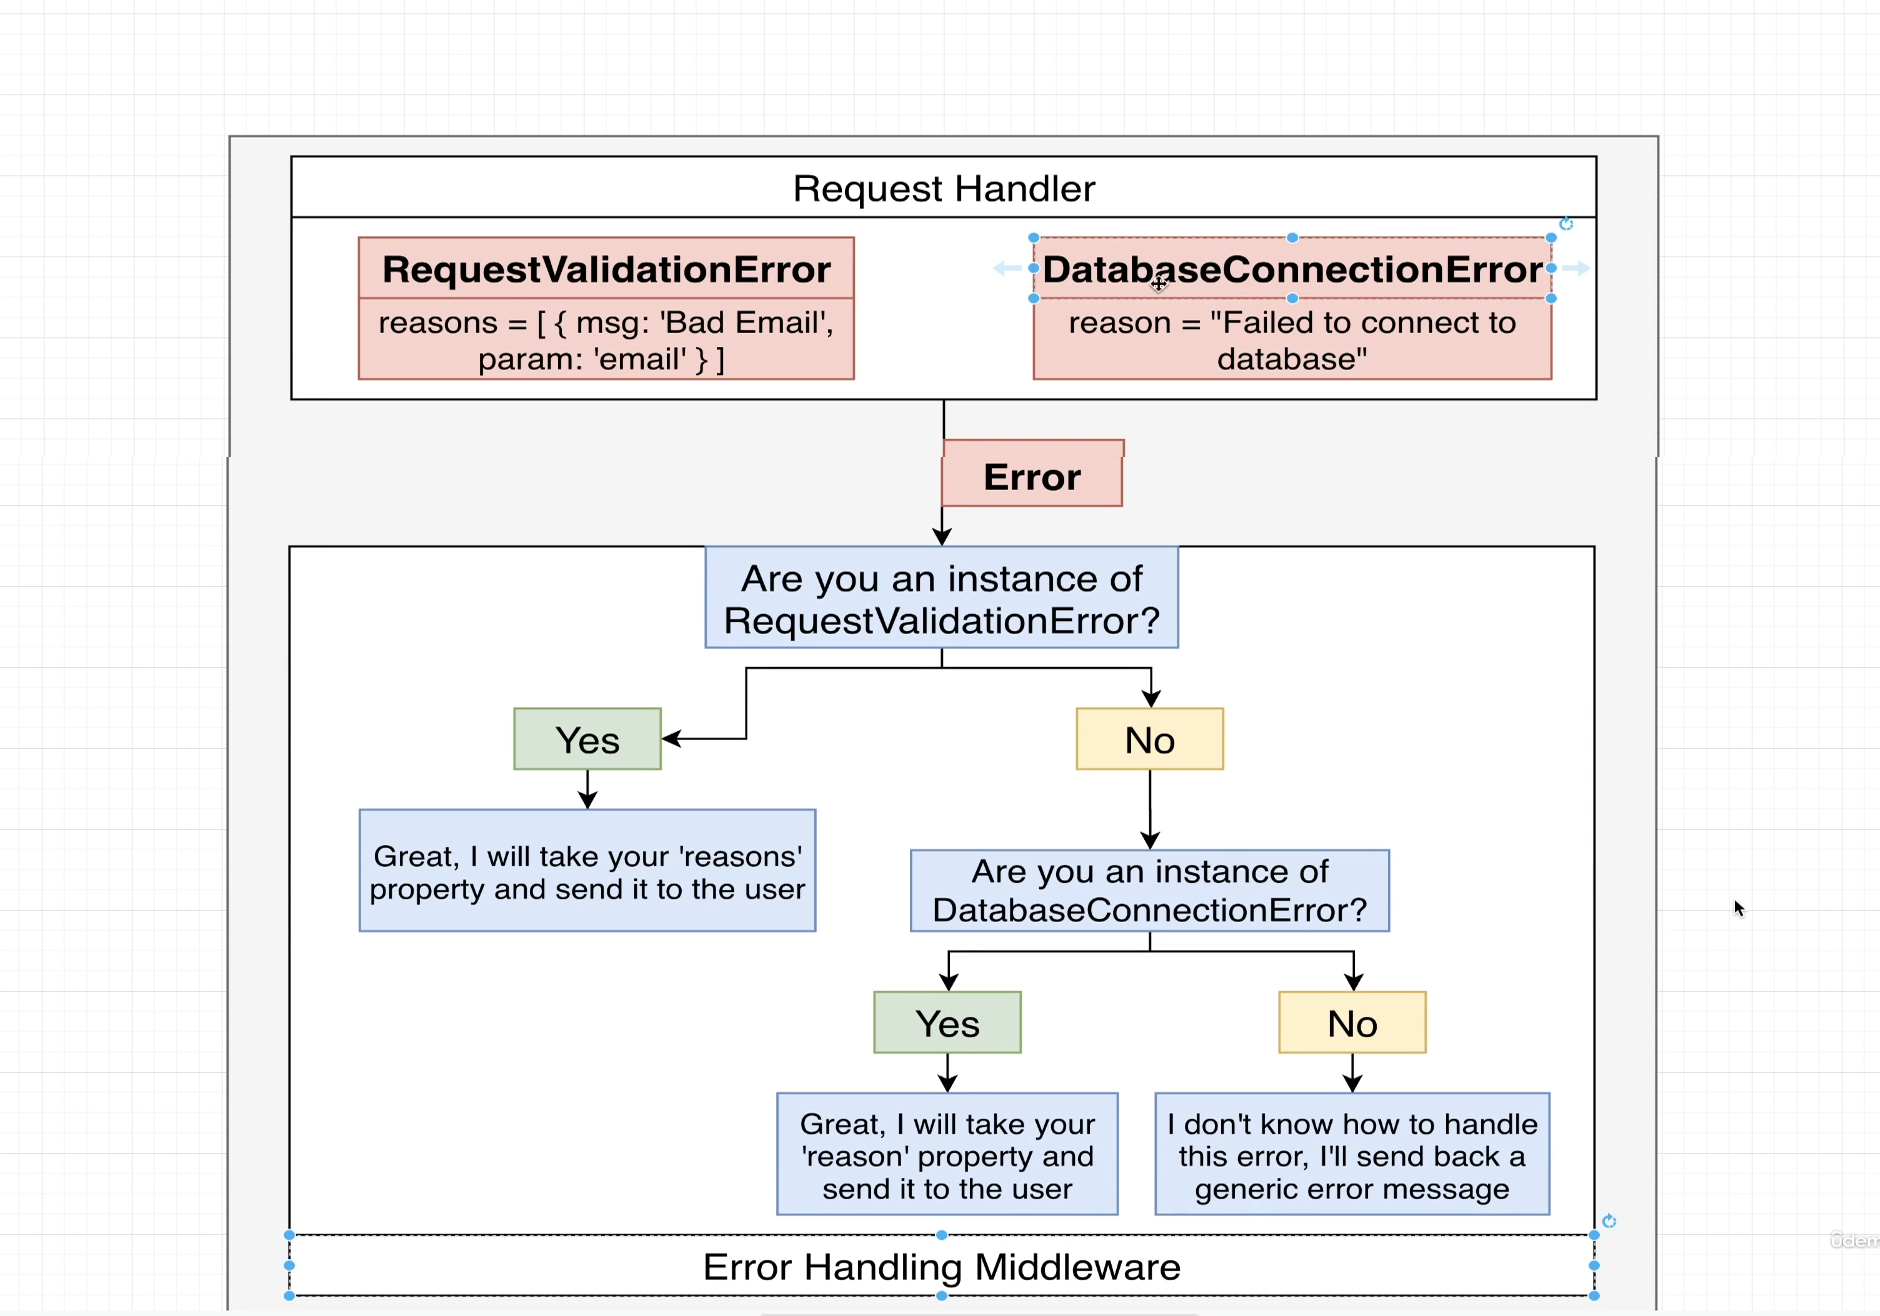 Request Handler
RequestValidationError
reasons = [ { msg: 'Bad Email',
param: 'email' } ]
DatabaseConnectionError
reason = "Failed to connect to
database"
Error
Are you an instance of
RequestValidationError?
Yes
No
Great, I will take your 'reasons'
property and send it to the user
Are you an instance of
DatabaseConnectionError?
Yes
No
Great, I will take your
'reason' property and
send it to the user
I don't know how to handle
this error, I'll send back a
generic error message
Error Handling Middleware